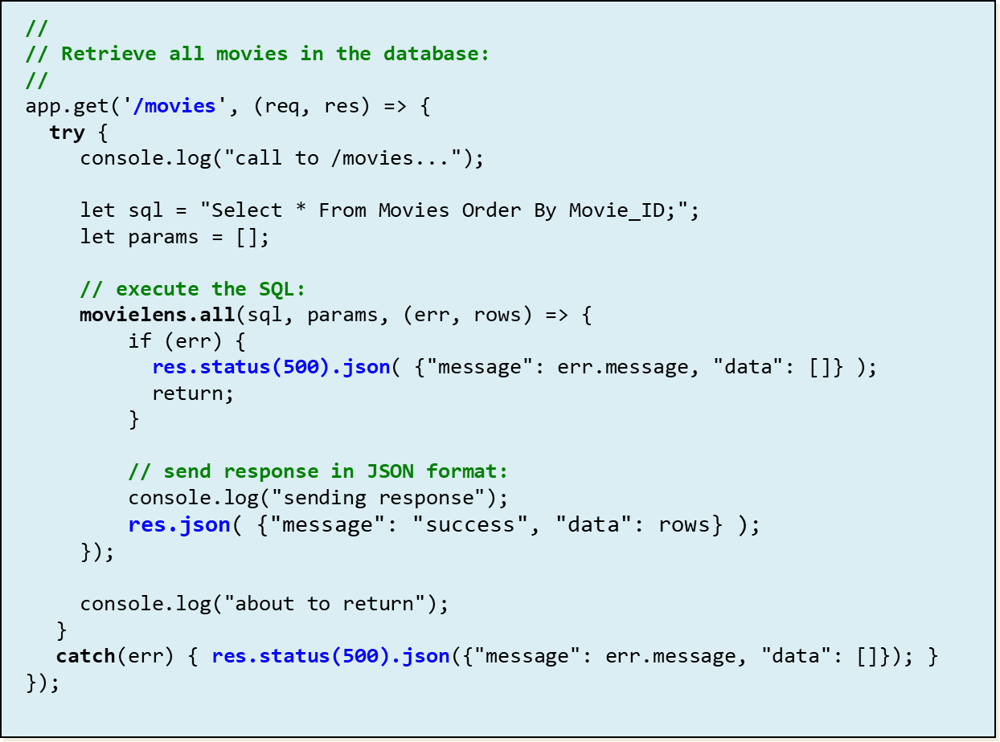 //
// Retrieve all movies in the database:
//
app.get('/movies', (req, res) => {
try {
console.log("call to /movies...");
let sql = "Select * From Movies Order By Movie_ID;";
let params = [];
// execute the SQL:
movielens.all(sql, params, (err, rows) => {
if (err) {
res.status(500).json( {"message": err.message, "data": []} );
return;
}
// send response in JSON format:
console.log("sending response");
res.json( {"message": "success", "data": rows} );
});
console.log("about to return");
}
catch(err) { res.status(500).json({"message": err.message, "data": []}); }
});